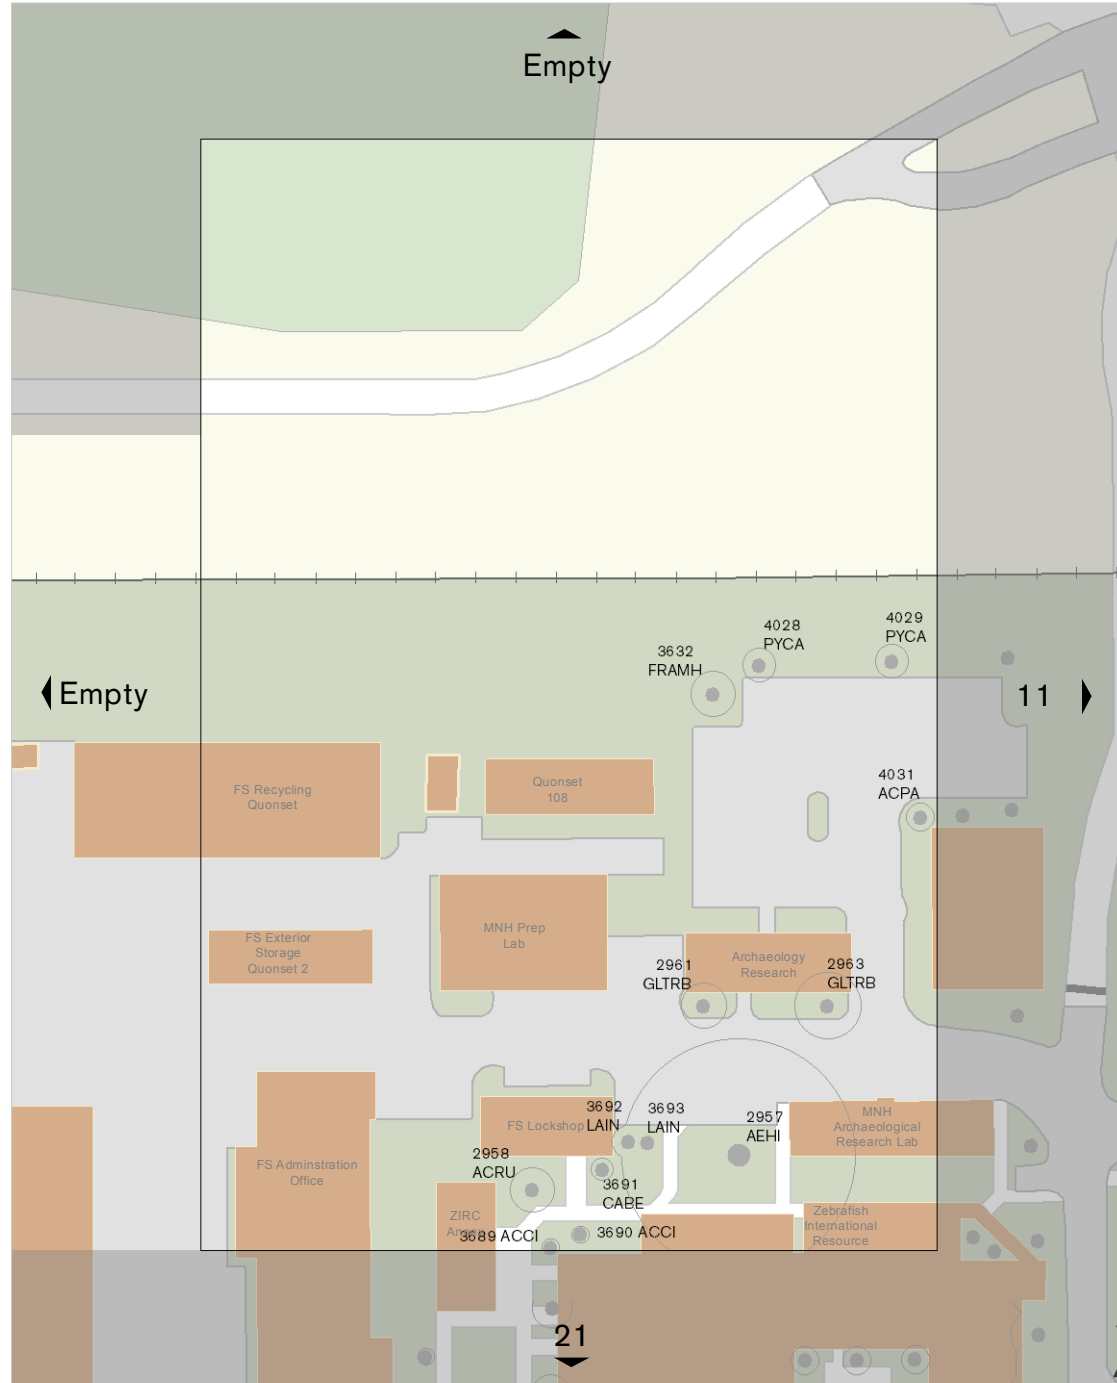 Empty
4028
PYCA
4029
PYCA
3632
FRAMH
Empty
11
4031
ACPA
FS Recycling
Quonset
Quonset
108
MNH Prep
Lab
FS Exterior
Storage
Quonset 2
Archaeology
Research
2961
GLTRB
2963
GLTRB
3692
LAIN
3693
LAIN
2957
AEHI
MNH
Archaeological
Research Lab
FS Lockshop
2958
ACRU
FS Adminstration
Office
3691
CABE
ZIRC
Annex
3689 ACCI
3690 ACCI
Zebrafish
International
Resource
21